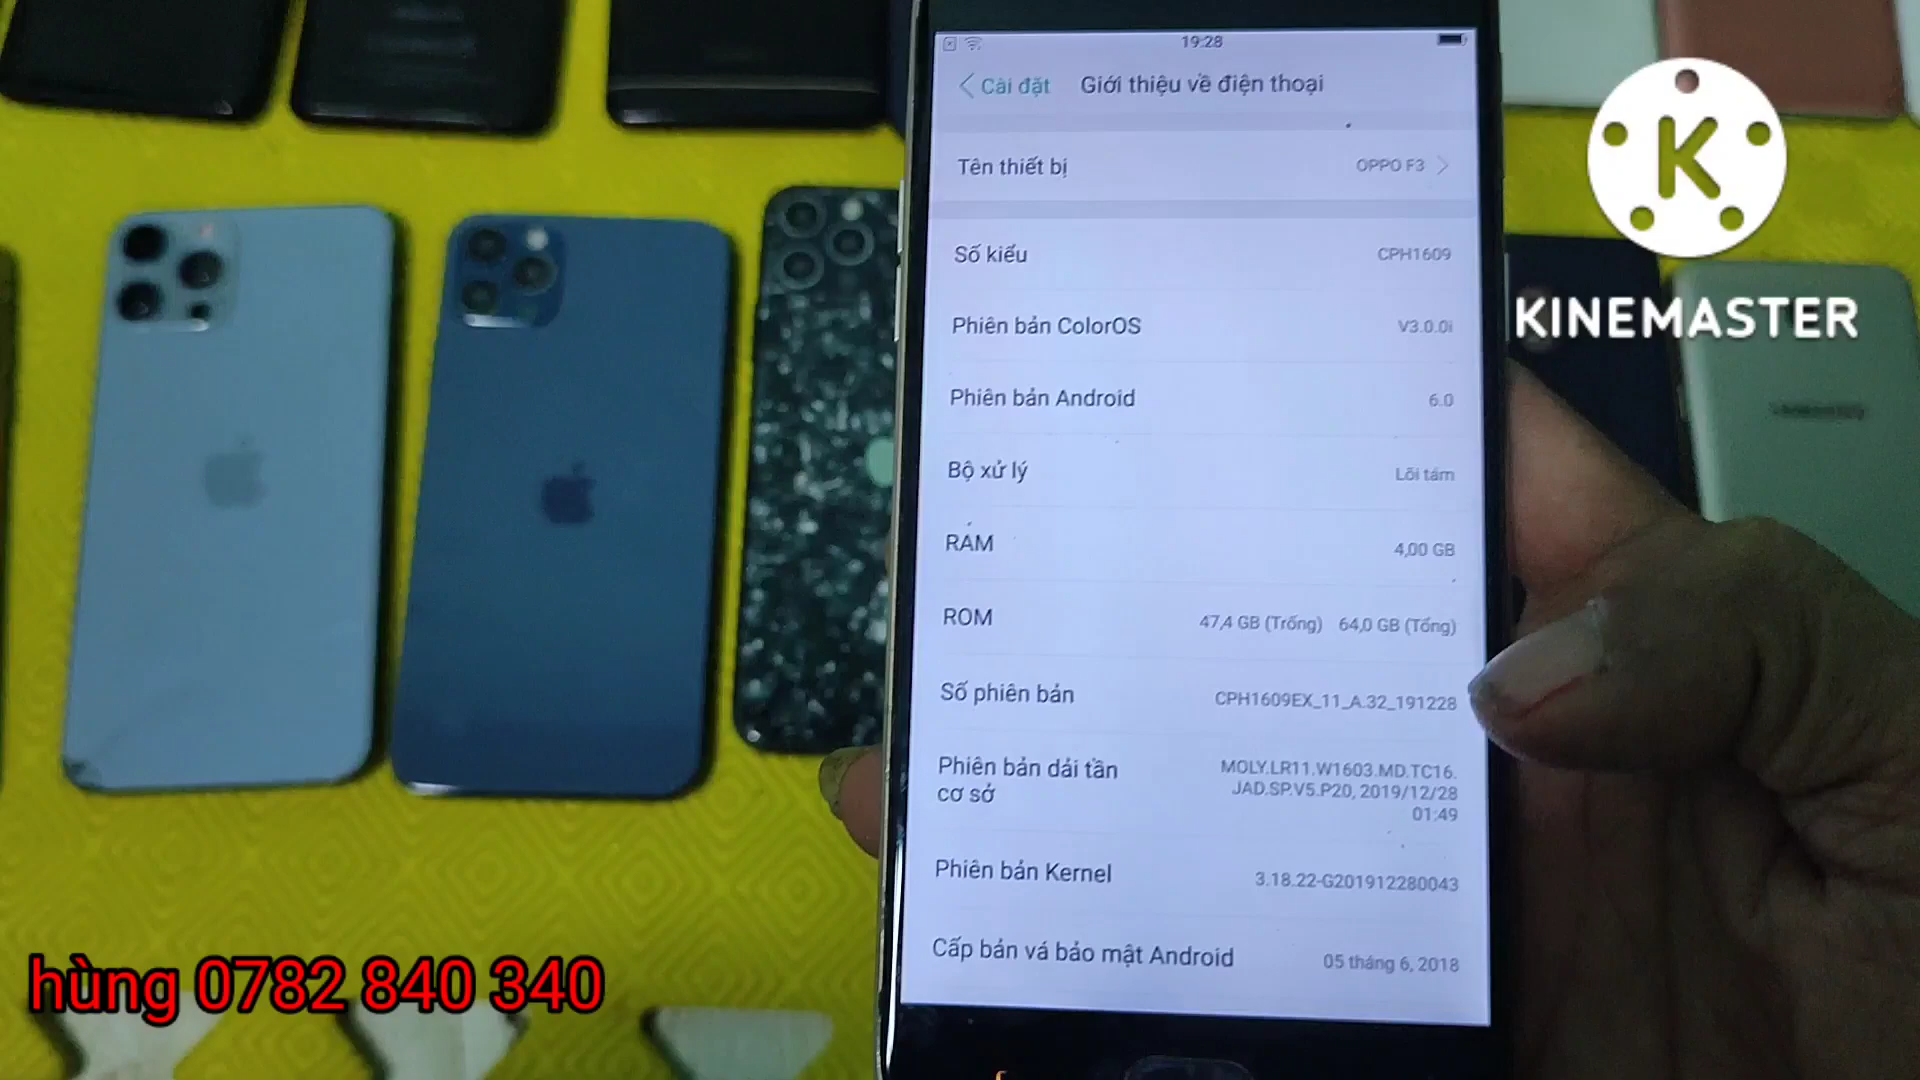 19:28
Cài đặt
Giới thiệu về điện thoại
Tên thiết bị
OPPO F3
Số kiểu
CPH1609
Phiên bản ColorOS
V3.0.0i
Phiên bản Android
6.0
Bộ xử lý
Lõi tám
RAM
4,00 GB
ROM
47,4 GB (Trống) 64,0 GB (Tổng)
Số phiên bản
CPH1609EX_11_A.32_191228
Phiên bản dải tần
cơ sở
MOLY.LR11.W1603.MD.TC16.
JAD.SP.V5.P20, 2019/12/28
01:49
Phiên bản Kernel
3.18.22-G201912280043
Cấp bản vá bảo mật Android
05 tháng 6, 2018
K
KINEMASTER
SAMSUNG
hùng 0782 840 340